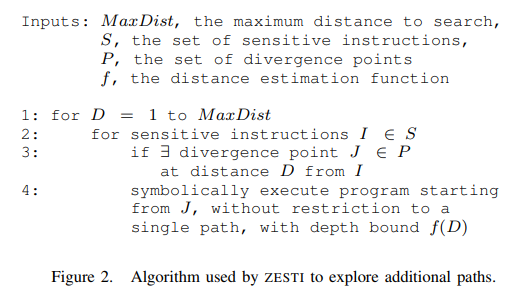 Inputs: MaxDist, the maximum distance to search,
S, the set of sensitive instructions,
P, the set of divergence points
f, the distance estimation function
1: for D = 1 to MaxDist
2: for sensitive instructions I ∈ S
3: if ∃ divergence point J ∈ P
at distance D from I
4: symbolically execute program starting
from J, without restriction to a
single path, with depth bound f(D)
Figure 2. Algorithm used by ZESTI to explore additional paths.